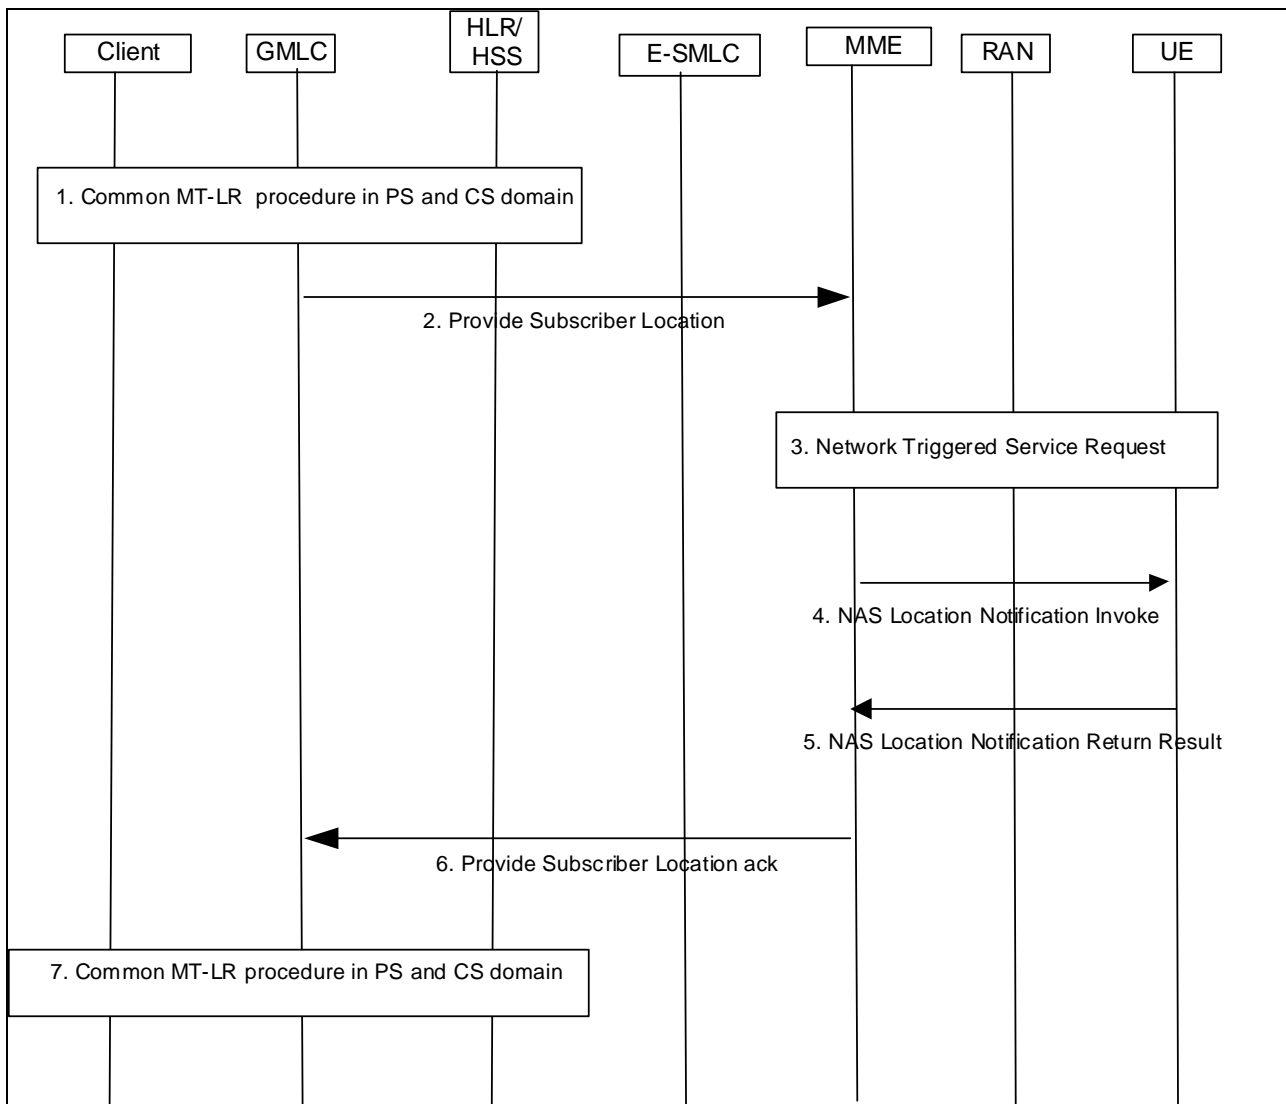 Client
GMLC
HLR/
HSS
E-SMLC
MME
RAN
UE
1. Common MT-LR procedure in PS and CS domain
2. Provide Subscriber Location
3. Network Triggered Service Request
4. NAS Location Notification Invoke
5. NAS Location Notification Return Result
6. Provide Subscriber Location ack
7. Common MT-LR procedure in PS and CS domain